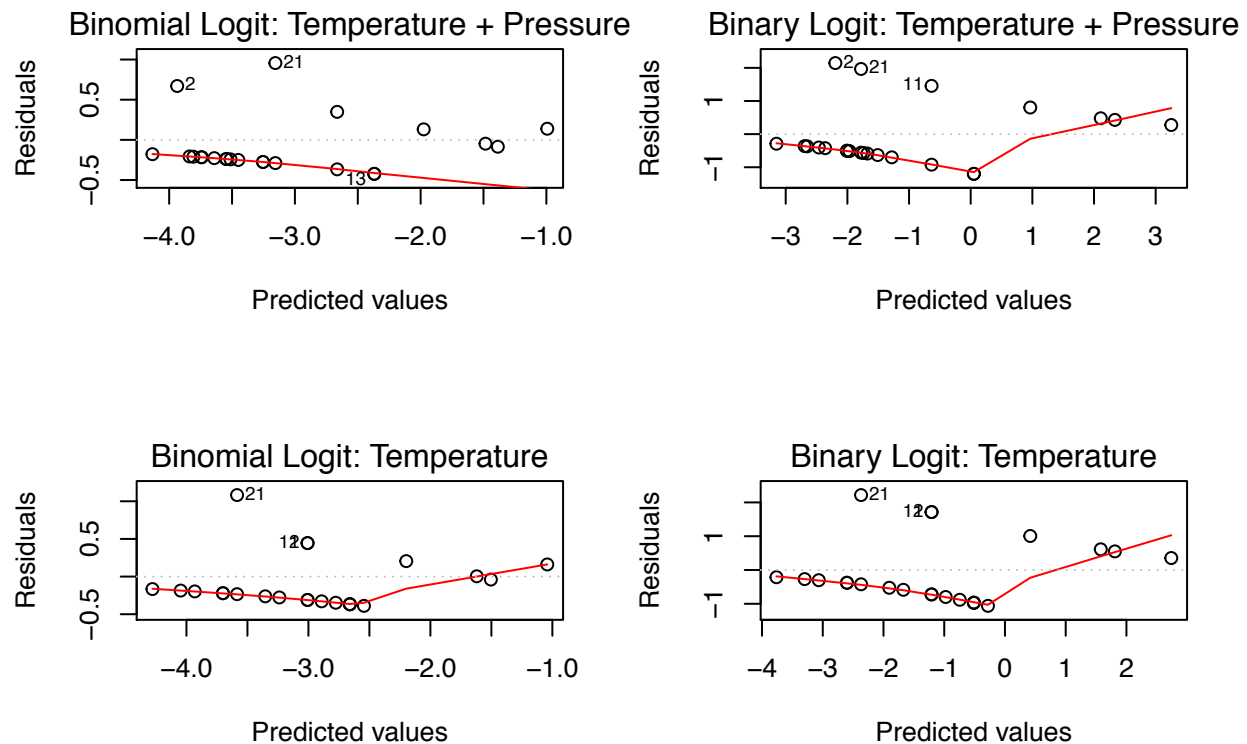 Binomial Logit: Temperature + Pressure
Residuals
−0.5 0.5
2
21
13
−4.0 −3.0 −2.0 −1.0
Predicted values
Binary Logit: Temperature + Pressure
Residuals
−1 1
2
21
11
−3 −2 −1 0 1 2 3
Predicted values
Binomial Logit: Temperature
Residuals
−0.5 0.5
21
−4.0 −3.0 −2.0 −1.0
Predicted values
Binary Logit: Temperature
Residuals
−1 1
21
−4 −3 −2 −1 0 1 2
Predicted values